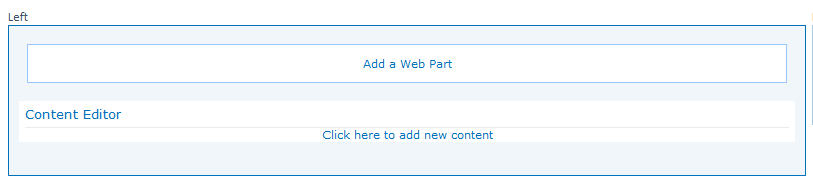 Left
Add a Web Part
Content Editor
Click here to add new content